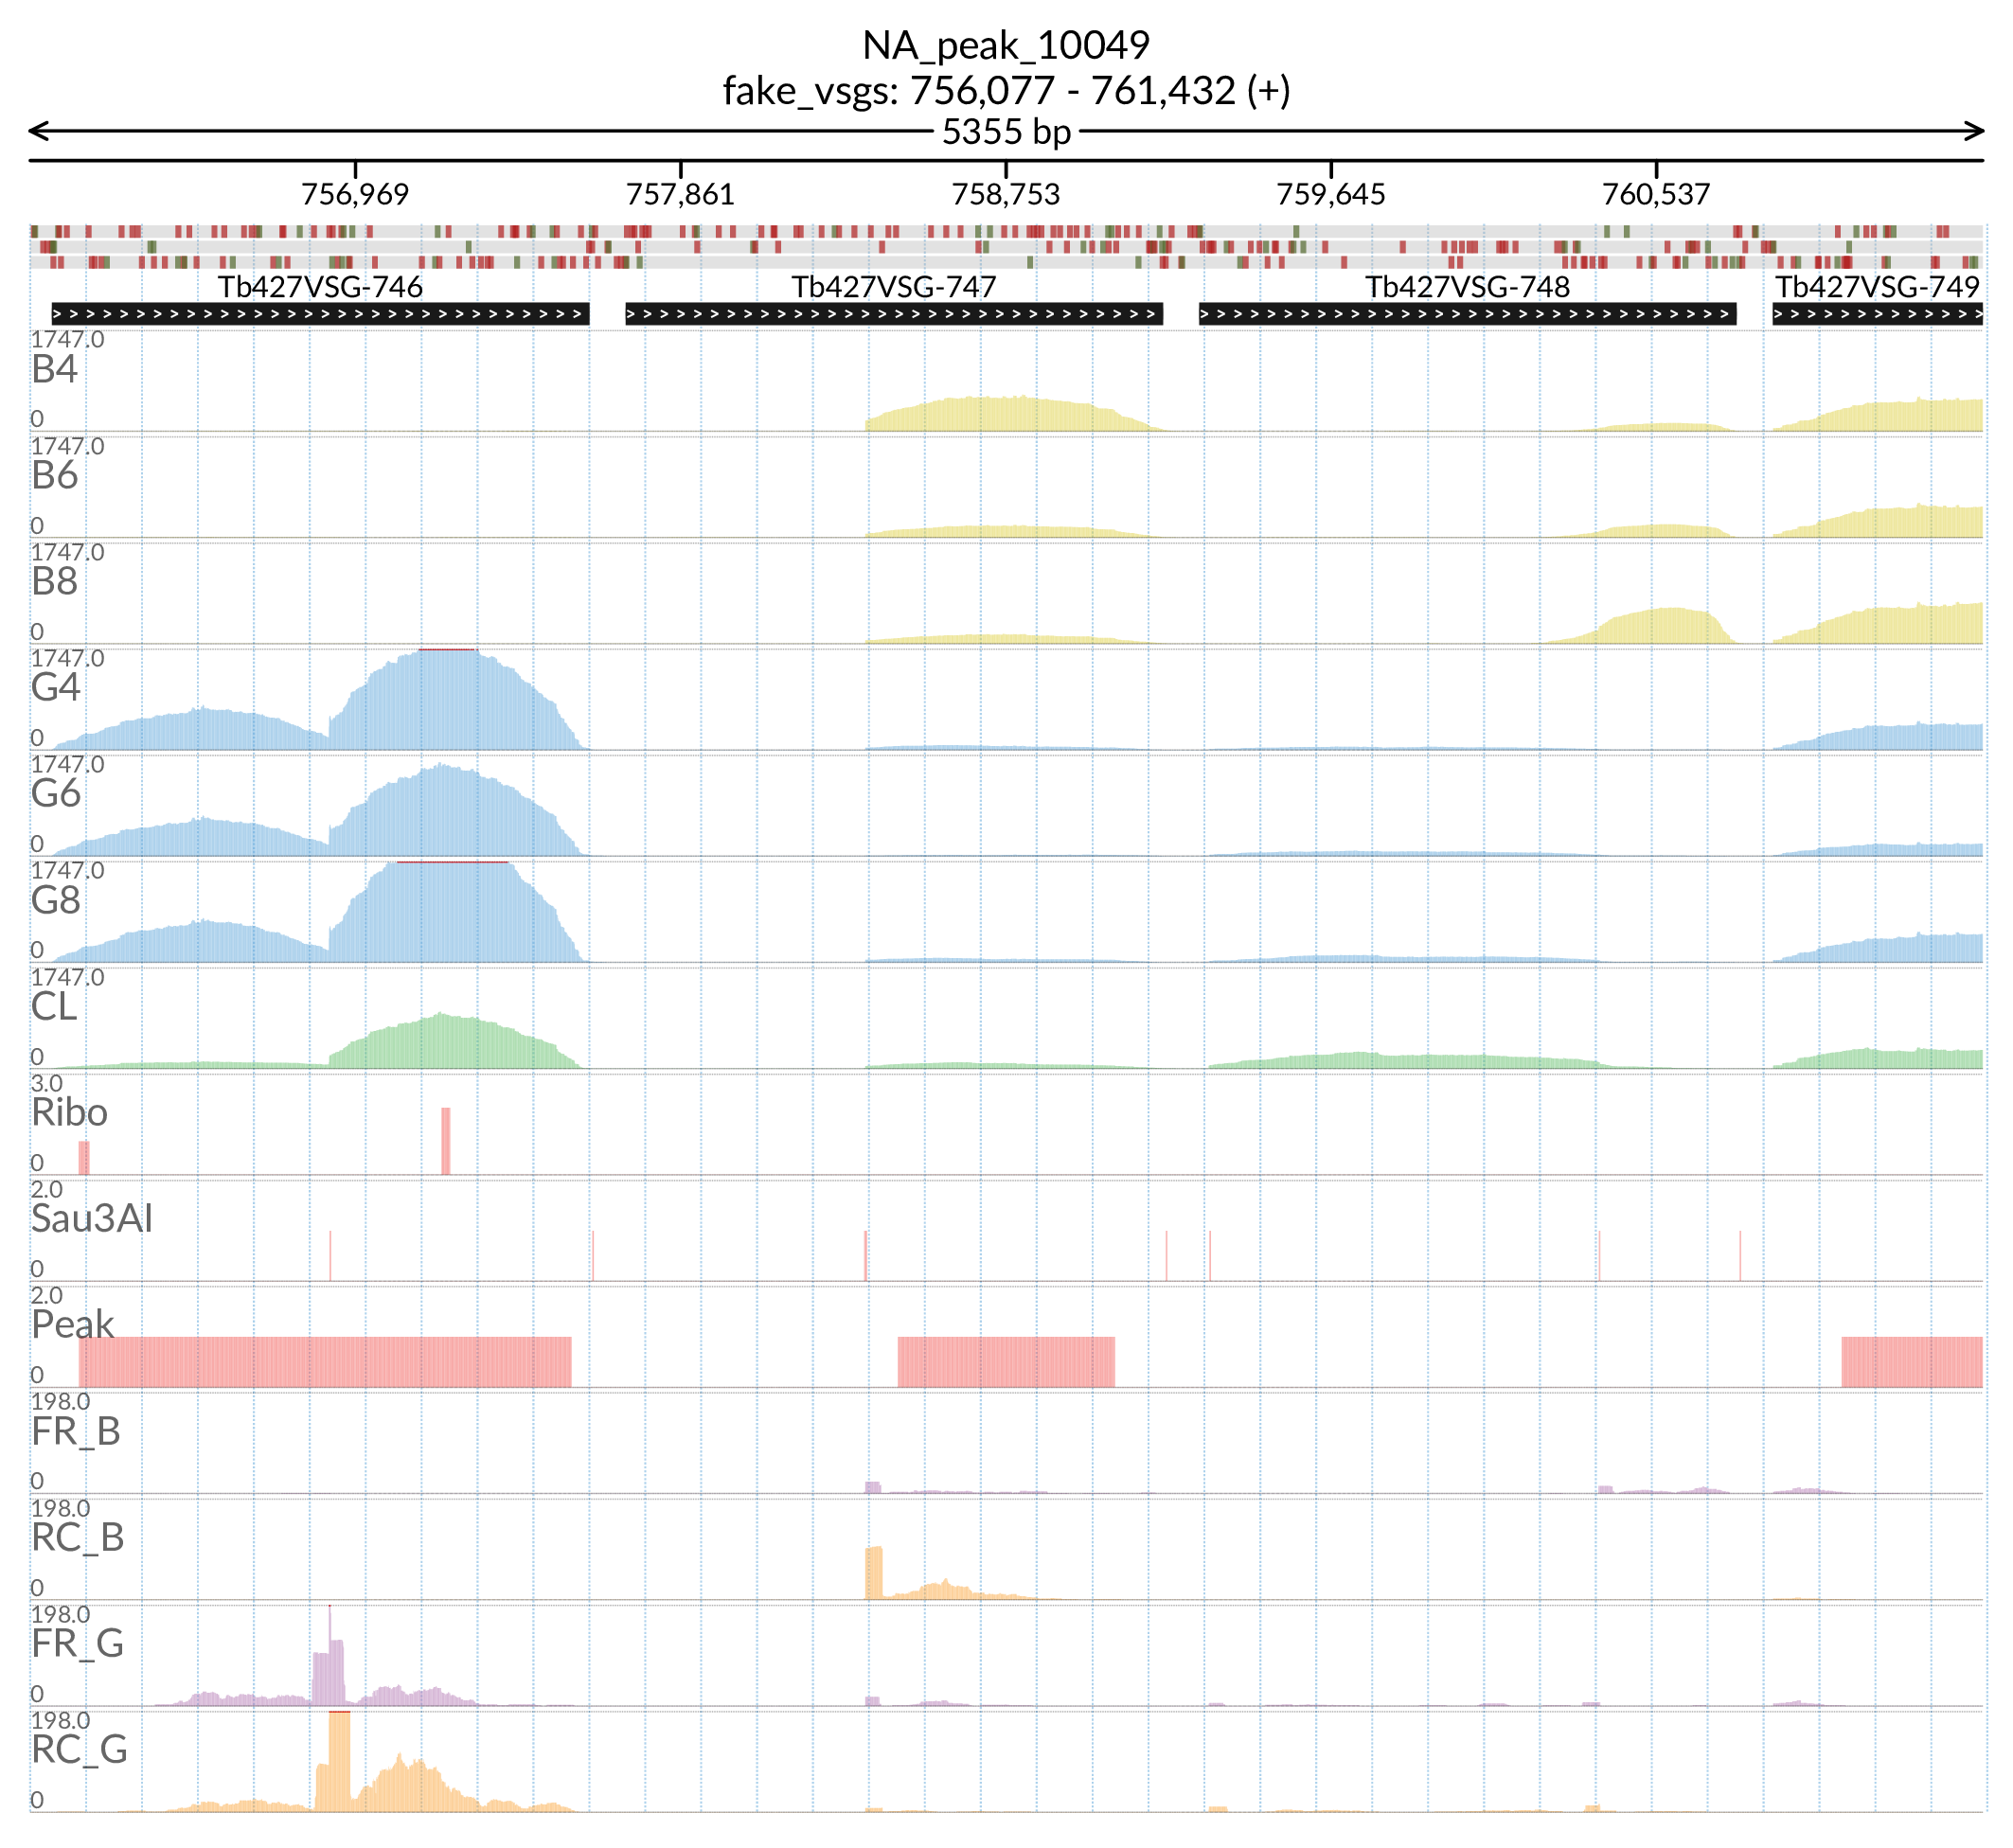 NA_peak_10049
fake_vsgs: 756,077 - 761,432 (+)
5355 bp
756,969 757,861 758,753 759,645 760,537
Tb427VSG-746 Tb427VSG-747 Tb427VSG-748 Tb427VSG-749
1747.0
B4
0
1747.0
B6
0
1747.0
B8
0
1747.0
G4
0
1747.0
G6
0
1747.0
G8
0
1747.0
CL
0
3.0
Ribo
0
2.0
Sau3AI
0
2.0
Peak
0
198.0
FR_B
0
198.0
RC_B
0
198.0
FR_G
0
198.0
RC_G
0